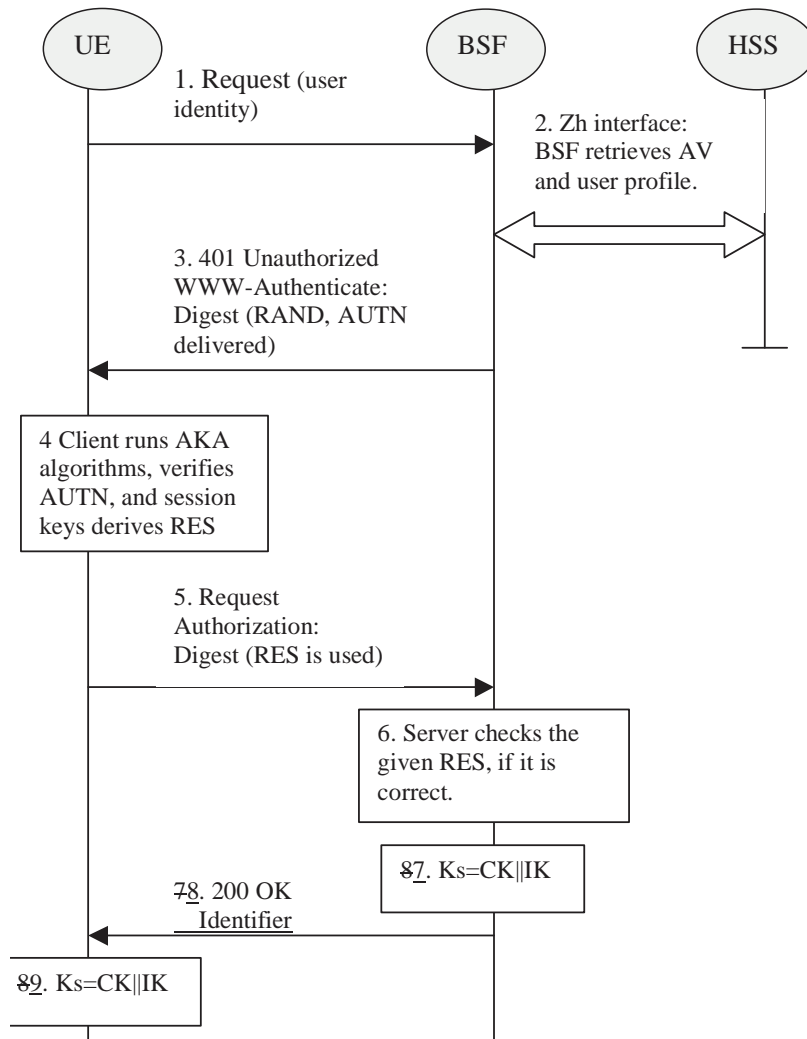 UE
BSF
HSS
1. Request (user
identity)
2. Zh interface:
BSF retrieves AV
and user profile.
3. 401 Unauthorized
WWW-Authenticate:
Digest (RAND, AUTN
delivered)
4 Client runs AKA
algorithms, verifies
AUTN, and session
keys derives RES
5. Request
Authorization:
Digest (RES is used)
6. Server checks the
given RES, if it is
correct.
87. Ks=CK||IK
78. 200 OK
Identifier
89. Ks=CK||IK